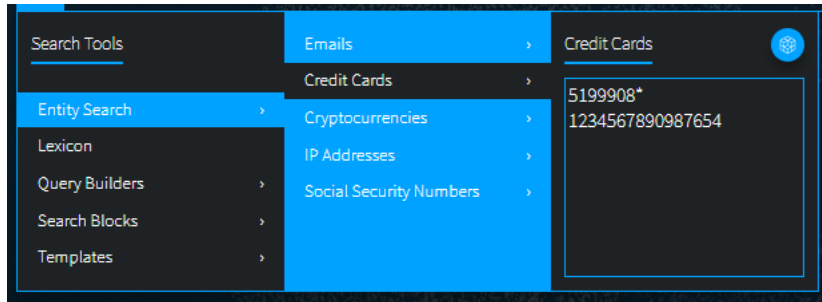 Search Tools
Entity Search
Lexicon
Query Builders
Search Blocks
Templates
Emails
Credit Cards
Cryptocurrencies
IP Addresses
Social Security Numbers
Credit Cards
5199908*
1234567890987654